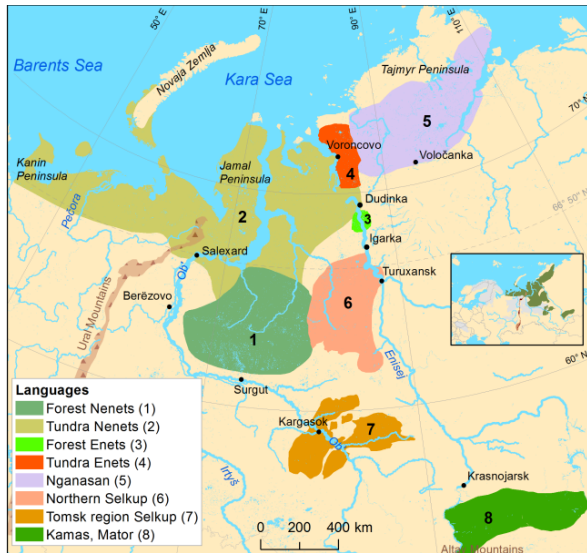 50° E
70° E
90° E
110° E
Barents Sea
Novaja Zemlja
Kara Sea
Tajmyr Peninsula
5
70° N
Voroncovo
Voločanka
4
Kanin
Peninsula
Jamal
Peninsula
Pečora
2
Dudinka
3
66° 50' N
Igarka
Salexard
Ob'
Turuxansk
Ural Mountains
Berëzovo
6
1
Enisej
60° N
Surgut
Languages
Forest Nenets (1)
Tundra Nenets (2)
Forest Enets (3)
Tundra Enets (4)
Nganasan (5)
Northern Selkup (6)
Tomsk region Selkup (7)
Kamas, Mator (8)
Kargasok
7
Ob'
Irtyš
Krasnojarsk
8
0 200 400 km
Altai Mountains